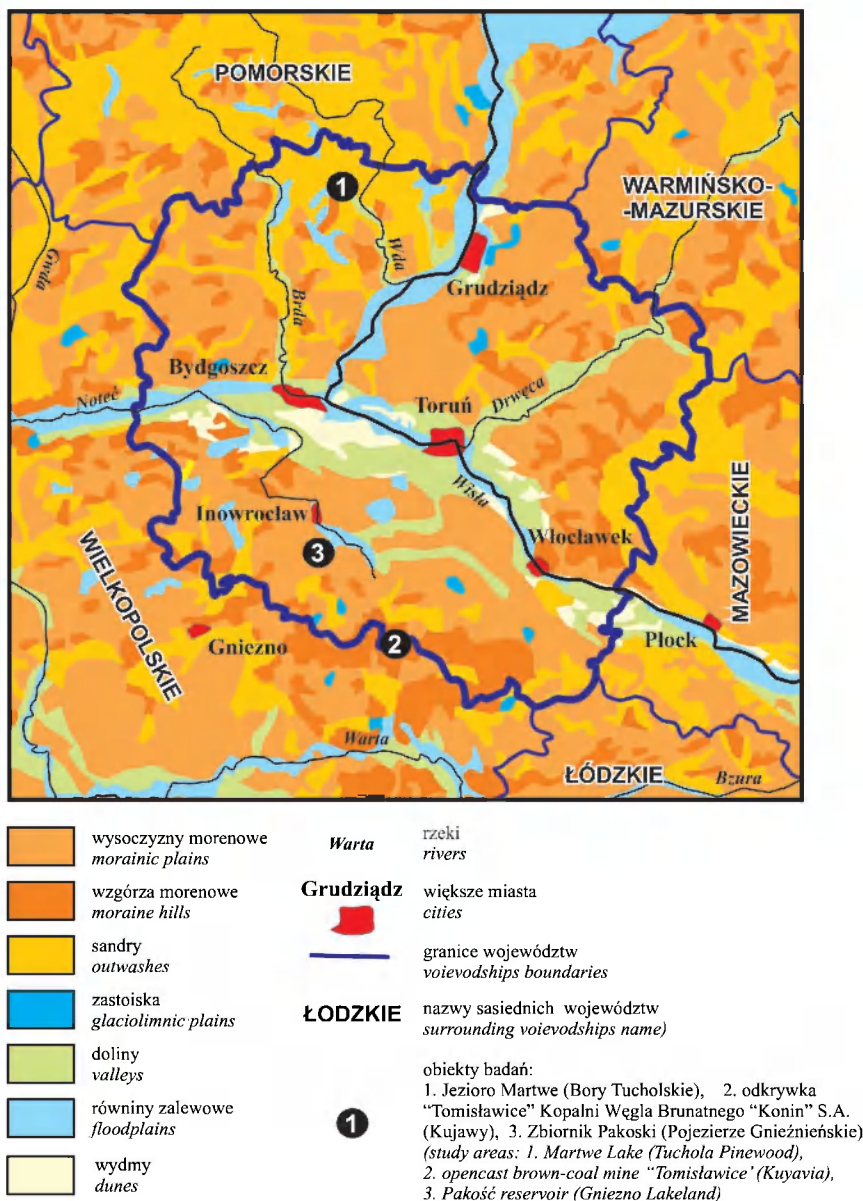 POMORSKIE
1
WARMIŃSKO-
-MAZURSKIE
Gwda
Wda
Grudziądz
Brda
Bydgoszcz
Toruń
Drwęca
Noteć
Wisła
Inowrocław
3
Włocławek
MAZOWIECKIE
WIELKOPOLSKIE
Gniezno
2
Płock
Warta
ŁÓDZKIE
Bzura
wysoczyzny morenowe
morainic plains
wzgórza morenowe
moraine hills
sandry
outwashes
zastoiska
glaciolimnic plains
doliny
valleys
równiny zalewowe
floodplains
wydmy
dunes
Warta
rzeki
rivers
Grudziądz
większe miasta
cities
granice województw
voievodships boundaries
ŁODZKIE
nazwy sasiednich województw
surrounding voievodships name)
obiekty badań:
1
1. Jezioro Martwe (Bory Tucholskie), 2. odkrywka
“Tomisławice” Kopalni Węgla Brunatnego “Konin” S.A.
(Kujawy), 3. Zbiornik Pakoski (Pojezierze Gnieźnieńskie)
(study areas: 1. Martwe Lake (Tuchola Pinewood),
2. opencast brown-coal mine “Tomisławice’ (Kuyavia),
3. Pakość reservoir (Gniezno Lakeland)